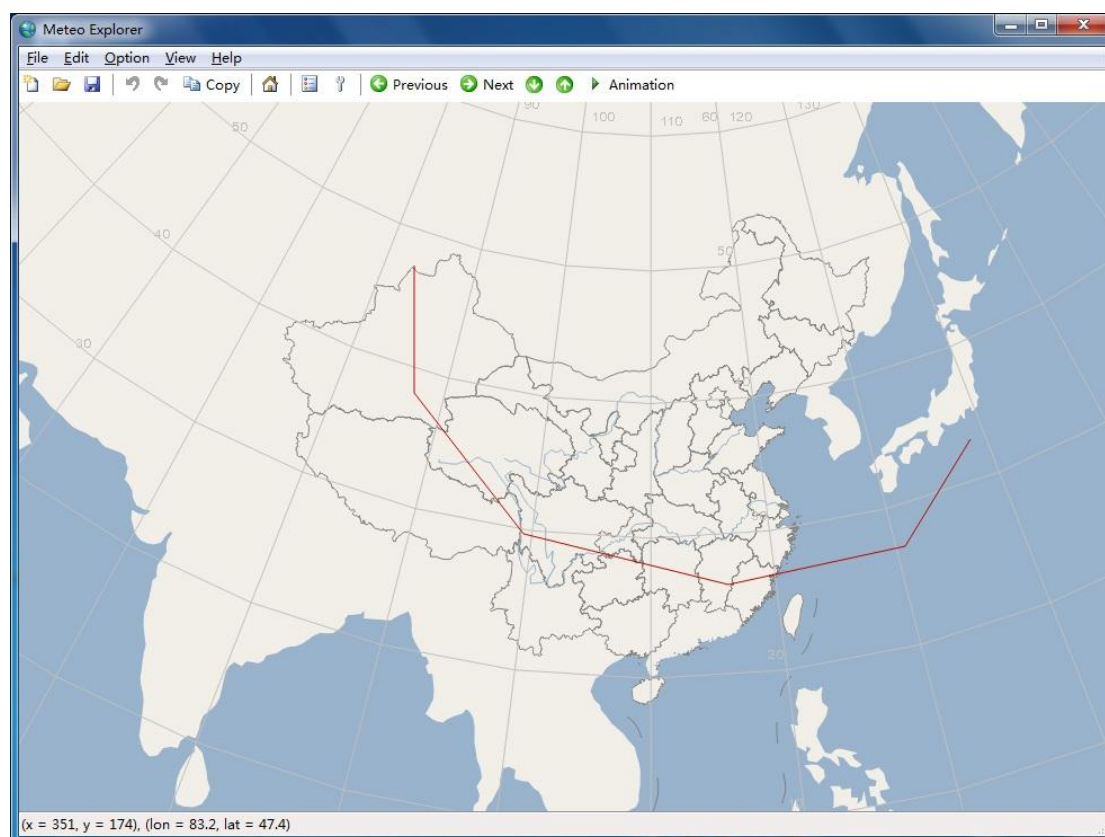 Meteo Explorer
File Edit Option View Help
Copy Previous Next Animation
90 100 110 80 120 130
50
40
50
30
20
(x = 351, y = 174), (lon = 83.2, lat = 47.4)